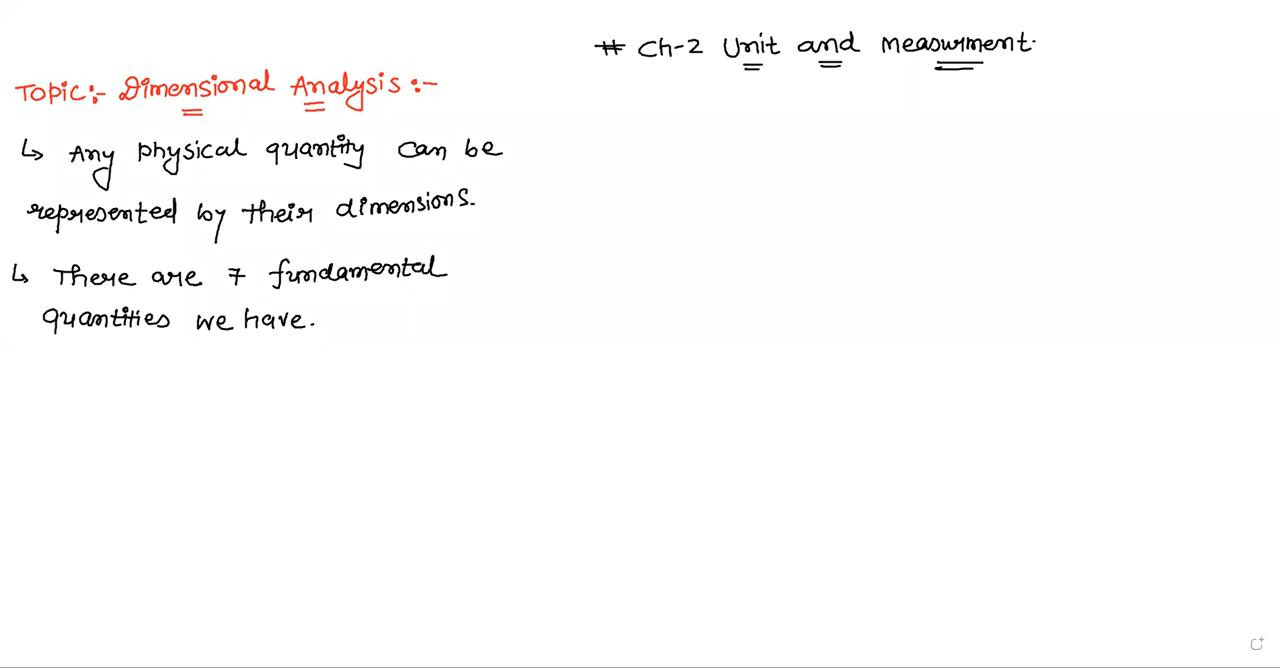 # Ch-2 Unit and Measurment.
Topic:- Dimensional Analysis:-
↳ Any physical quantity can be
represented by their dimensions.
↳ There are 7 fundamental
quantities we have.